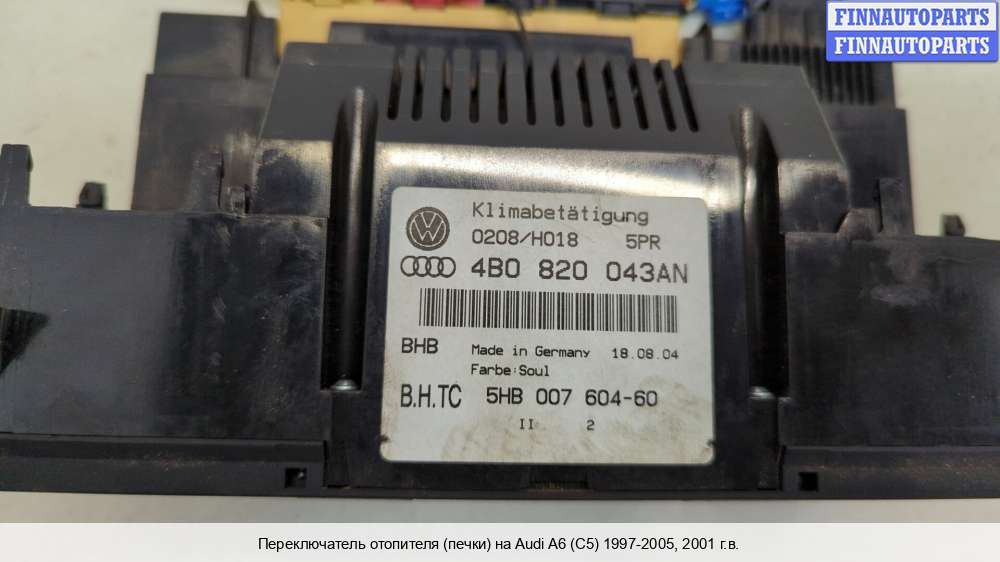 FINNAUTOPARTS
FINNAUTOPARTS
Klimabetätigung
0208/H018 5PR
4B0 820 043AN
BHB Made in Germany 18.08.04
Farbe:Soul
B.H.TC 5HB 007 604-60
II 2
Переключатель отопителя (печки) на Audi A6 (C5) 1997-2005, 2001 г.в.